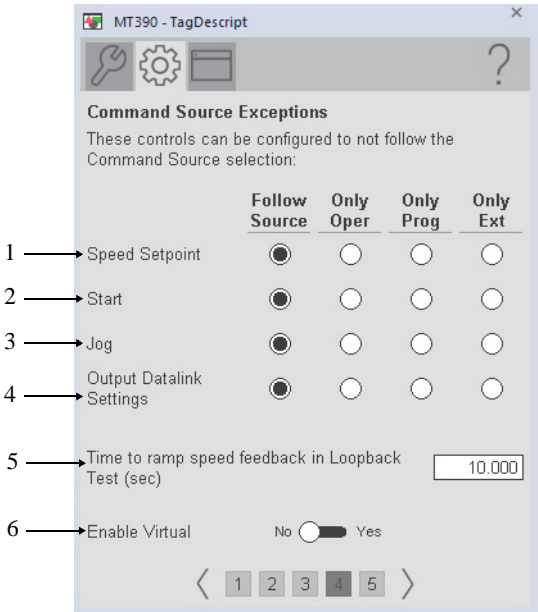 MT390 - TagDescript
×
?
Command Source Exceptions
These controls can be configured to not follow the
Command Source selection:
Follow Only Only Only
Source Oper Prog Ext
1 Speed Setpoint
2 Start
3 Jog
4 Output Datalink
Settings
5 Time to ramp speed feedback in Loopback
Test (sec) 10.000
6 Enable Virtual No Yes
1 2 3 4 5